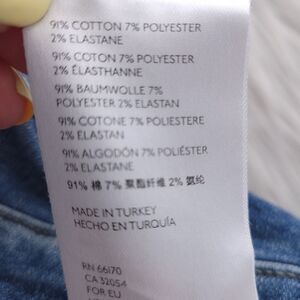 91% COTTON 7% POLYESTER
2% ELASTANE
91% COTON 7% POLYESTER
2% ÉLASTHANNE
91% BAUMWOLLE 7%
POLYESTER 2% ELASTAN
91% COTONE 7% POLIESTERE
2% ELASTAN
91% ALGODÓN 7% POLIÉSTER
2% ELASTANE
91% 棉 7% 聚酯纤维 2% 氨纶
MADE IN TURKEY
HECHO EN TURQUÍA
RN 66170
CA 32054
FOR EU